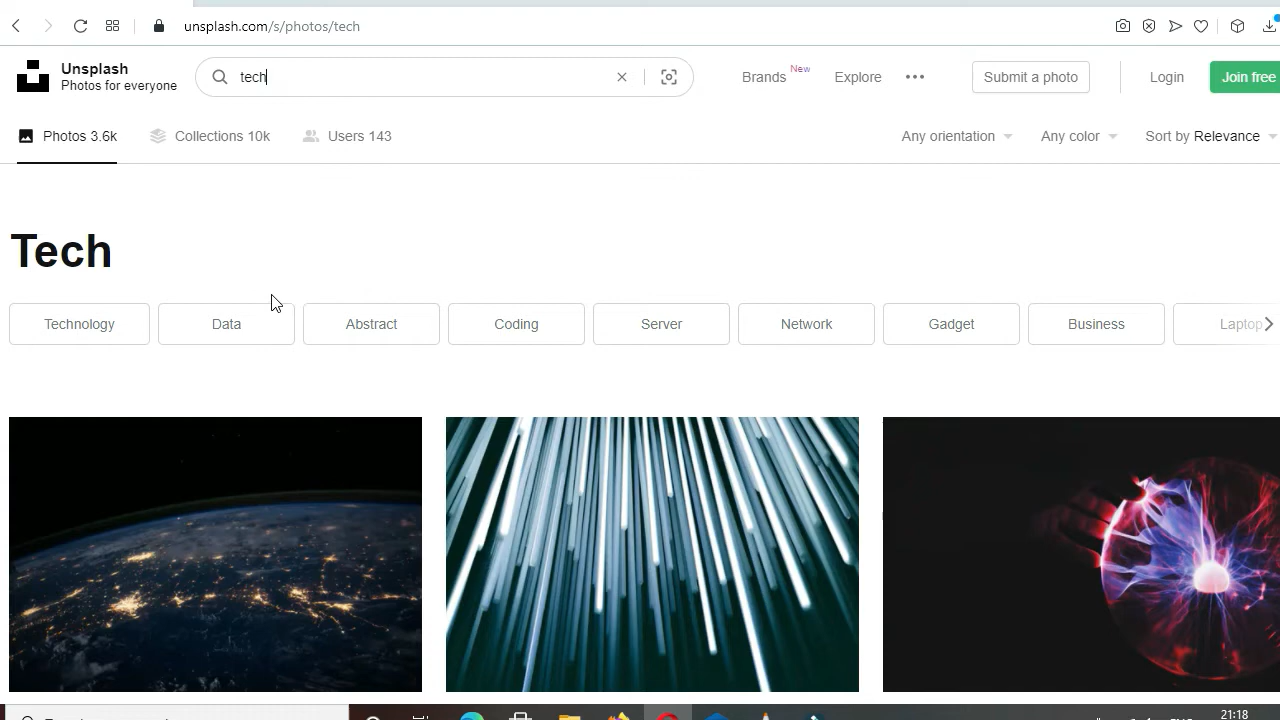 unsplash.com/s/photos/tech
Unsplash
Photos for everyone
tech
Brands New
Explore
Submit a photo
Login
Join free
Photos 3.6k
Collections 10k
Users 143
Any orientation
Any color
Sort by Relevance
Tech
Technology
Data
Abstract
Coding
Server
Network
Gadget
Business
Laptop
21:18